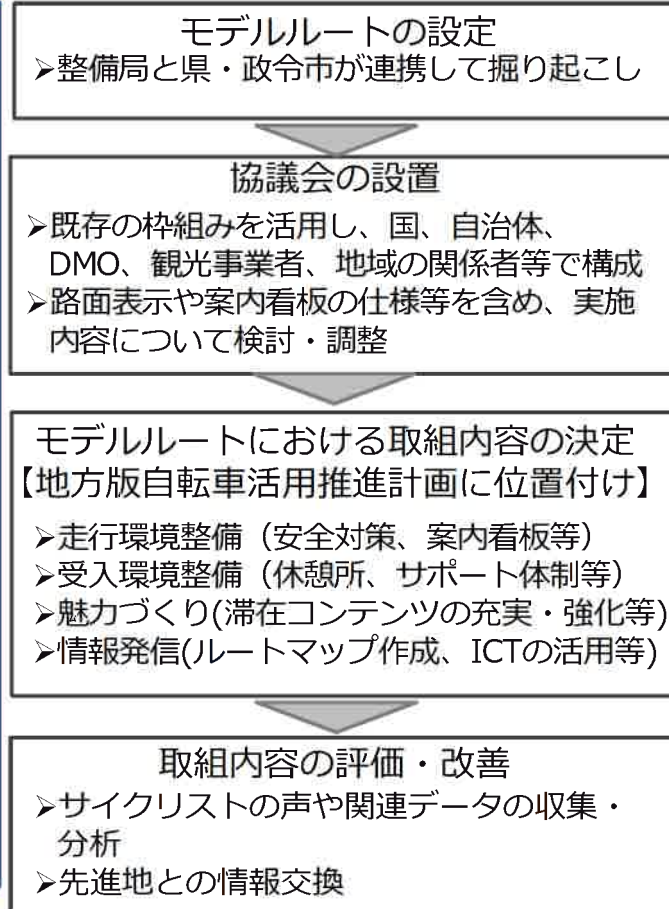 モデルルートの設定
➢整備局と県・政令市が連携して掘り起こし
協議会の設置
➢既存の枠組みを活用し、国、自治体、
DMO、観光事業者、地域の関係者等で構成
➢路面表示や案内看板の仕様等を含め、実施
内容について検討・調整
モデルルートにおける取組内容の決定
【地方版自転車活用推進計画に位置付け】
➢走行環境整備（安全対策、案内看板等）
➢受入環境整備（休憩所、サポート体制等）
➢魅力づくり(滞在コンテンツの充実・強化等)
➢情報発信(ルートマップ作成、ICTの活用等)
取組内容の評価・改善
➢サイクリストの声や関連データの収集・
分析
➢先進地との情報交換